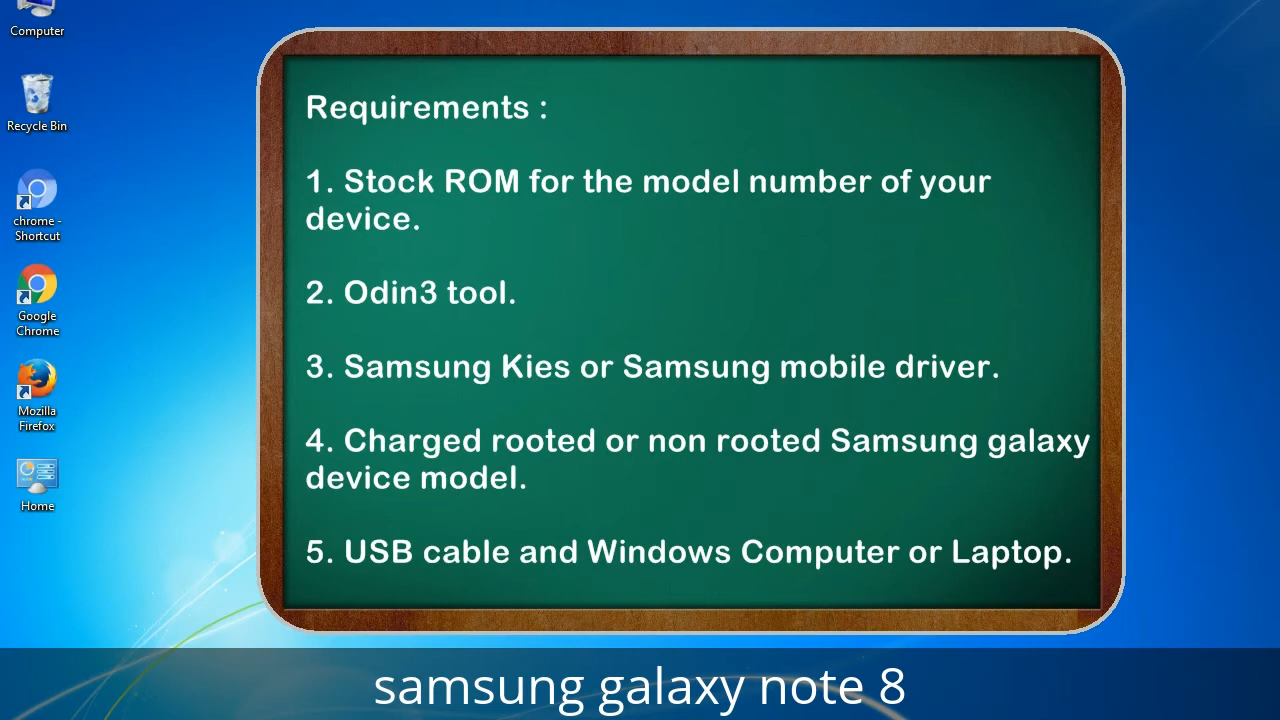 Computer
Recycle Bin
chrome -
Shortcut
Google
Chrome
Mozilla
Firefox
Home
Requirements :
1. Stock ROM for the model number of your
device.
2. Odin3 tool.
3. Samsung Kies or Samsung mobile driver.
4. Charged rooted or non rooted Samsung galaxy
device model.
5. USB cable and Windows Computer or Laptop.
samsung galaxy note 8